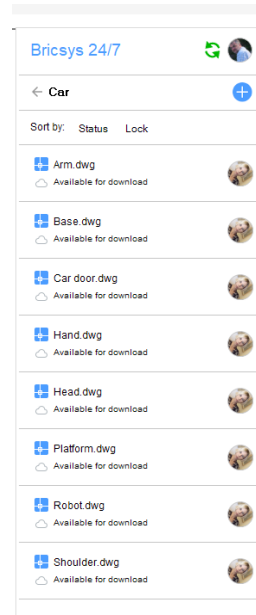 Bricsys 24/7
Car
Sort by: Status Lock
Arm.dwg
Available for download
Base.dwg
Available for download
Car door.dwg
Available for download
Hand.dwg
Available for download
Head.dwg
Available for download
Platform.dwg
Available for download
Robot.dwg
Available for download
Shoulder.dwg
Available for download